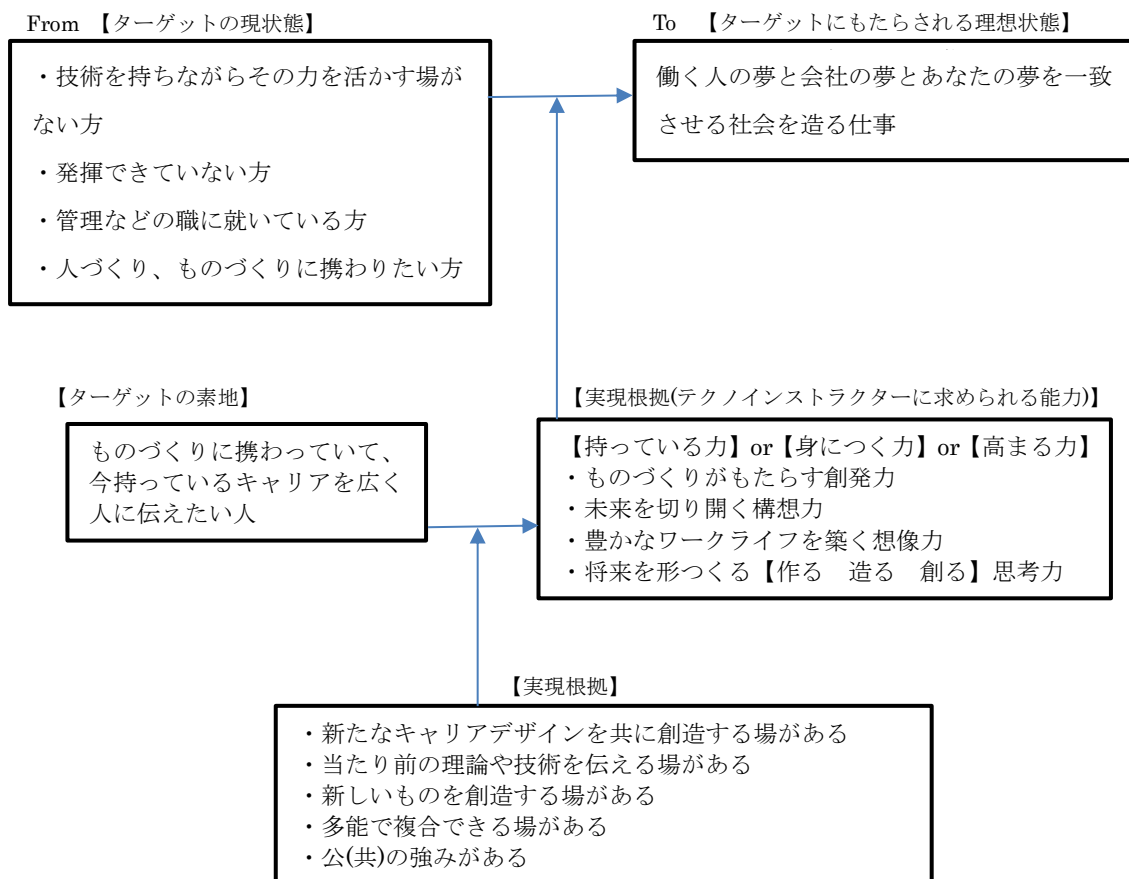 From 【ターゲットの現状態】
・技術を持ちながらその力を活かす場が
ない方
・発揮できていない方
・管理などの職に就いている方
・人づくり、ものづくりに携わりたい方
To 【ターゲットにもたらされる理想状態】
働く人の夢と会社の夢とあなたの夢を一致
させる社会を造る仕事
【ターゲットの素地】
ものづくりに携わっていて、
今持っているキャリアを広く
人に伝えたい人
【実現根拠(テクノインストラクターに求められる能力)】
【持っている力】or【身につく力】or【高まる力】
・ものづくりがもたらす創発力
・未来を切り開く構想力
・豊かなワークライフを築く想像力
・将来を形つくる【作る　造る　創る】思考力
【実現根拠】
・新たなキャリアデザインを共に創造する場がある
・当たり前の理論や技術を伝える場がある
・新しいものを創造する場がある
・多能で複合できる場がある
・公(共)の強みがある